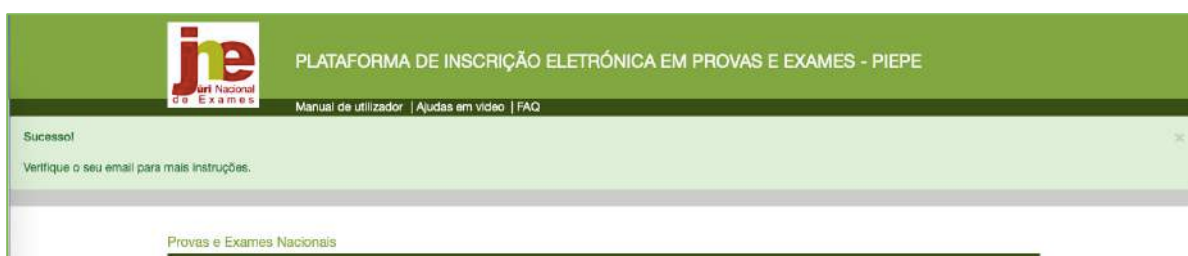 jne
Júri Nacional
de Exames
PLATAFORMA DE INSCRIÇÃO ELETRÓNICA EM PROVAS E EXAMES - PIEPE
Manual de utilizador | Ajudas em video | FAQ
Sucesso!
×
Verifique o seu email para mais instruções.
Provas e Exames Nacionais